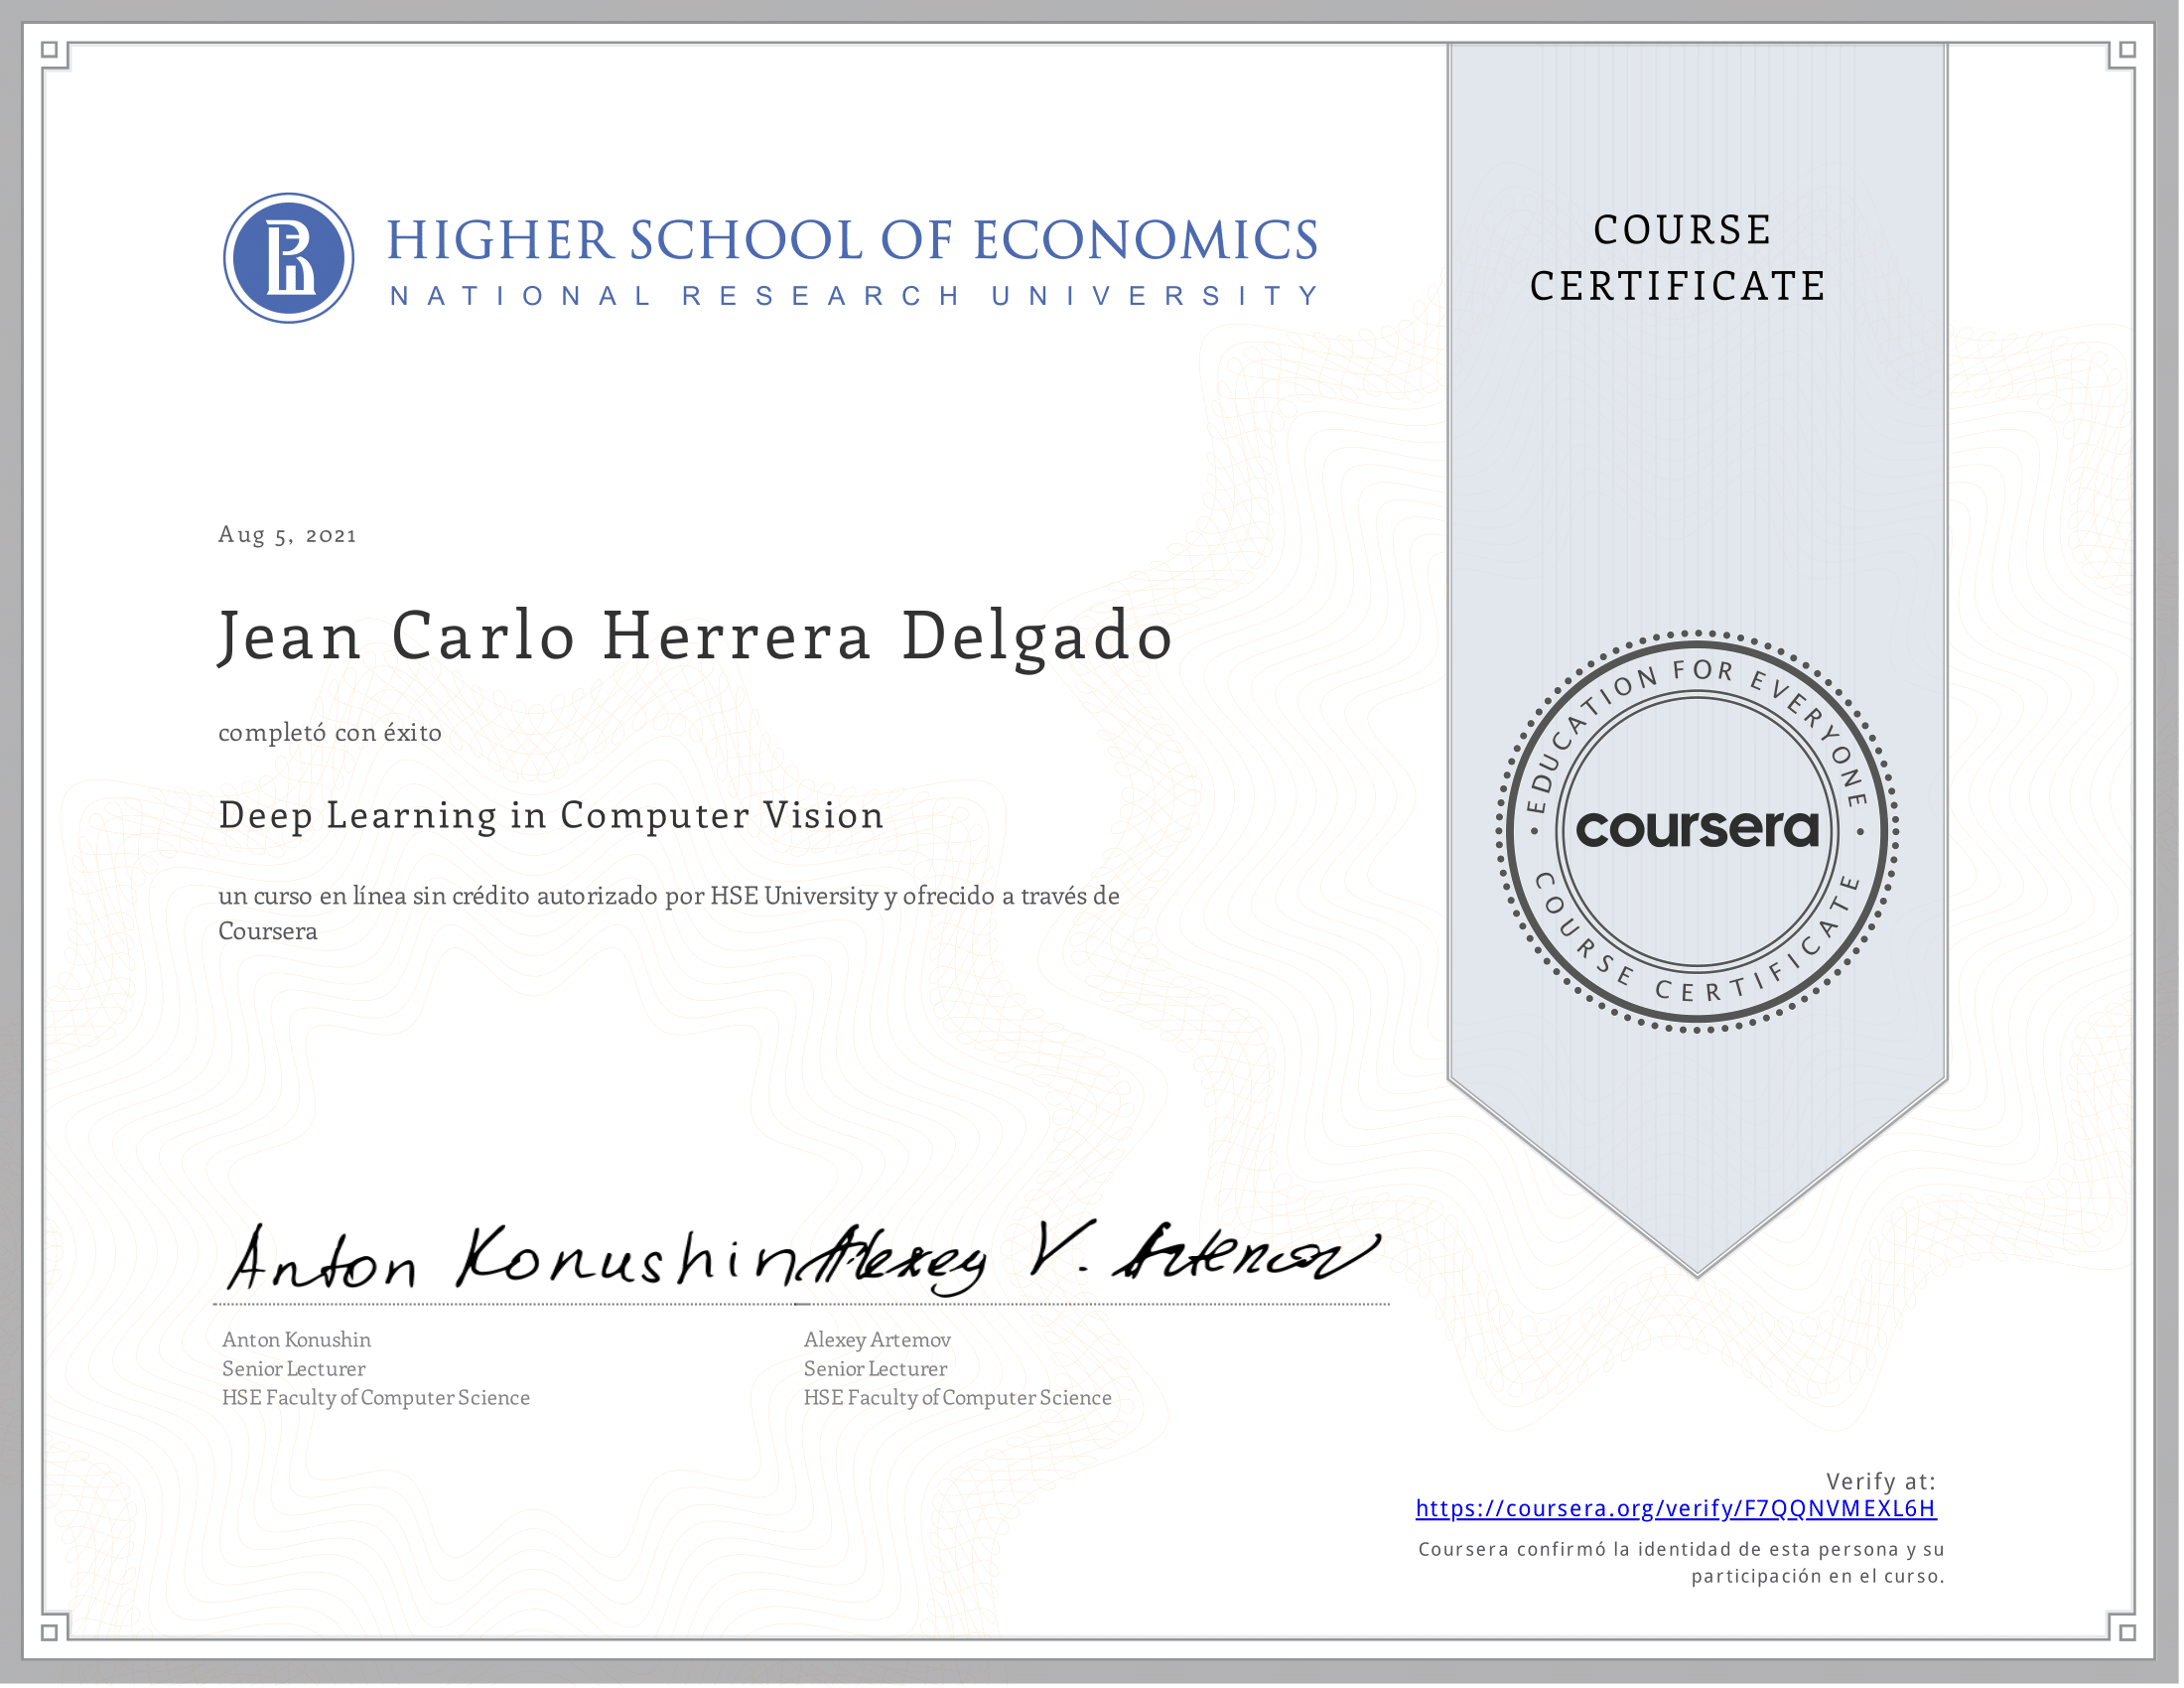 HIGHER SCHOOL OF ECONOMICS
NATIONAL RESEARCH UNIVERSITY
COURSE
CERTIFICATE
Aug 5, 2021
Jean Carlo Herrera Delgado
completó con éxito
Deep Learning in Computer Vision
un curso en línea sin crédito autorizado por HSE University y ofrecido a través de
Coursera
EDUCATION FOR EVERYONE
coursera
COURSE CERTIFICATE
Anton Konushin
Alexey V. Artemov
Anton Konushin
Senior Lecturer
HSE Faculty of Computer Science
Alexey Artemov
Senior Lecturer
HSE Faculty of Computer Science
Verify at:
https://coursera.org/verify/F7QQNVMEXL6H
Coursera confirmó la identidad de esta persona y su
participación en el curso.